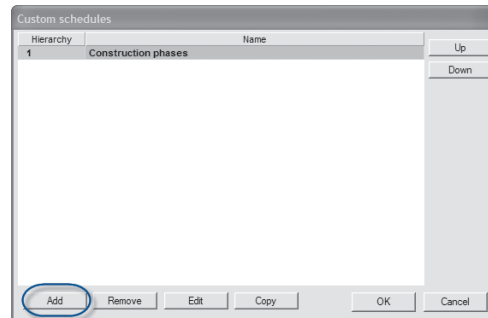 Custom schedules
Hierarchy Name
1 Construction phases
Up
Down
Add Remove Edit Copy OK Cancel